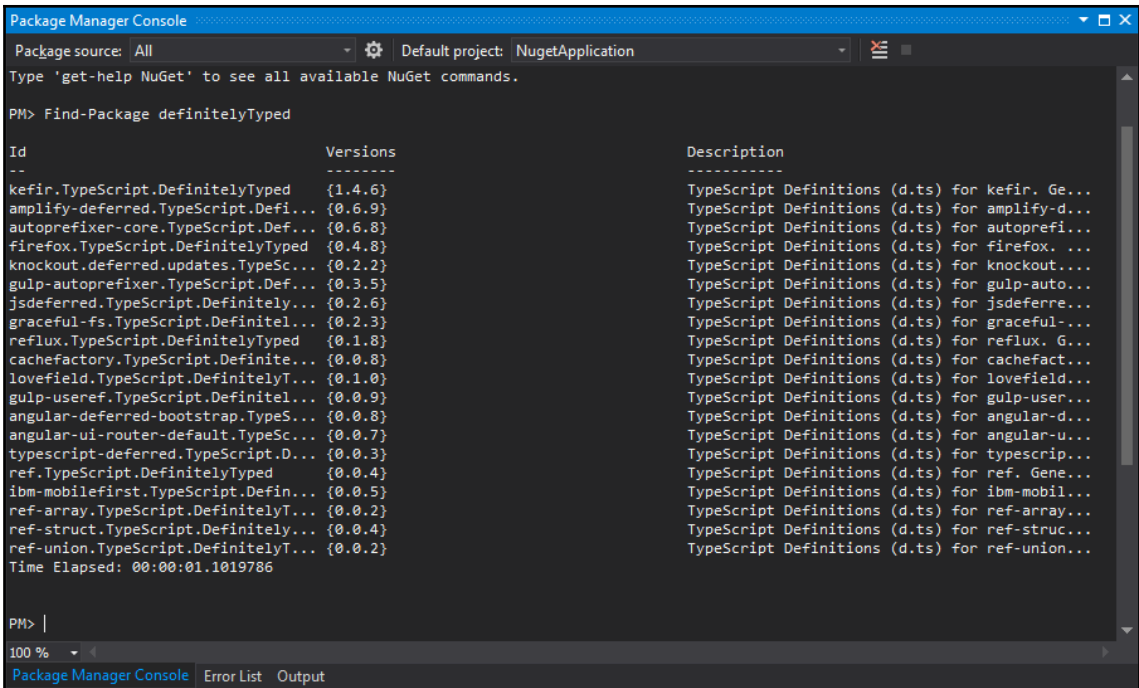 Package Manager Console
Package source: All Default project: NugetApplication
Type 'get-help NuGet' to see all available NuGet commands.
PM> Find-Package definitelyTyped
Id Versions Description
-- -------- -----------
kefir.TypeScript.DefinitelyTyped {1.4.6} TypeScript Definitions (d.ts) for kefir. Ge...
amplify-deferred.TypeScript.Defi... {0.6.9} TypeScript Definitions (d.ts) for amplify-d...
autoprefixer-core.TypeScript.Def... {0.6.8} TypeScript Definitions (d.ts) for autoprefi...
firefox.TypeScript.DefinitelyTyped {0.4.8} TypeScript Definitions (d.ts) for firefox. ...
knockout.deferred.updates.TypeSc... {0.2.2} TypeScript Definitions (d.ts) for knockout....
gulp-autoprefixer.TypeScript.Def... {0.3.5} TypeScript Definitions (d.ts) for gulp-auto...
jsdeferred.TypeScript.Definitely... {0.2.6} TypeScript Definitions (d.ts) for jsdeferre...
graceful-fs.TypeScript.Definitel... {0.2.3} TypeScript Definitions (d.ts) for graceful-...
reflux.TypeScript.DefinitelyTyped {0.1.8} TypeScript Definitions (d.ts) for reflux. G...
cachefactory.TypeScript.Definite... {0.0.8} TypeScript Definitions (d.ts) for cachefact...
lovefield.TypeScript.DefinitelyT... {0.1.0} TypeScript Definitions (d.ts) for lovefield...
gulp-useref.TypeScript.Definitel... {0.0.9} TypeScript Definitions (d.ts) for gulp-user...
angular-deferred-bootstrap.TypeS... {0.0.8} TypeScript Definitions (d.ts) for angular-d...
angular-ui-router-default.TypeSc... {0.0.7} TypeScript Definitions (d.ts) for angular-u...
typescript-deferred.TypeScript.D... {0.0.3} TypeScript Definitions (d.ts) for typescrip...
ref.TypeScript.DefinitelyTyped {0.0.4} TypeScript Definitions (d.ts) for ref. Gene...
ibm-mobilefirst.TypeScript.Defin... {0.0.5} TypeScript Definitions (d.ts) for ibm-mobil...
ref-array.TypeScript.DefinitelyT... {0.0.2} TypeScript Definitions (d.ts) for ref-array...
ref-struct.TypeScript.Definitely... {0.0.4} TypeScript Definitions (d.ts) for ref-struc...
ref-union.TypeScript.DefinitelyT... {0.0.2} TypeScript Definitions (d.ts) for ref-union...
Time Elapsed: 00:00:01.1019786
PM>
100 %
Package Manager Console Error List Output